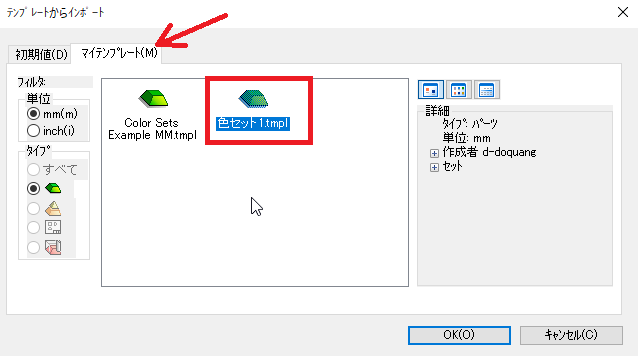 テンプレートからインポート
初期値(D)
マイテンプレート(M)
フィルタ:
単位
mm(m)
inch(i)
タイプ
すべて
Color Sets
Example MM.tmpl
色セット1.tmpl
詳細
タイプ: パーツ
単位: mm
作成者 d-doquang
セット
OK(O)
キャンセル(C)